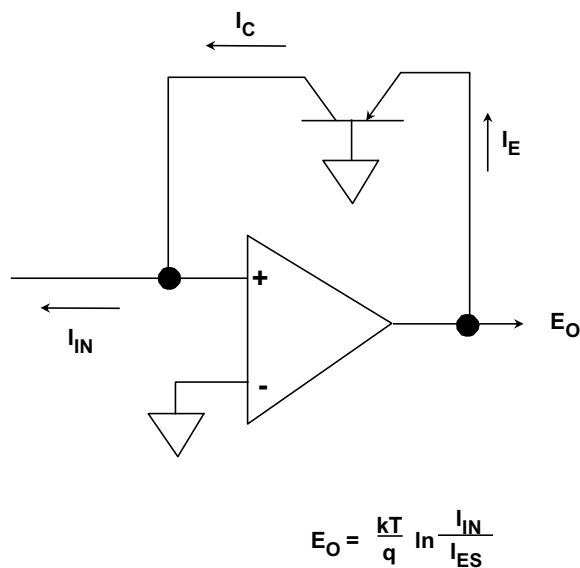 I_C
I_E
+
I_IN
E_O
-
E_O = kT/q ln I_IN/I_ES